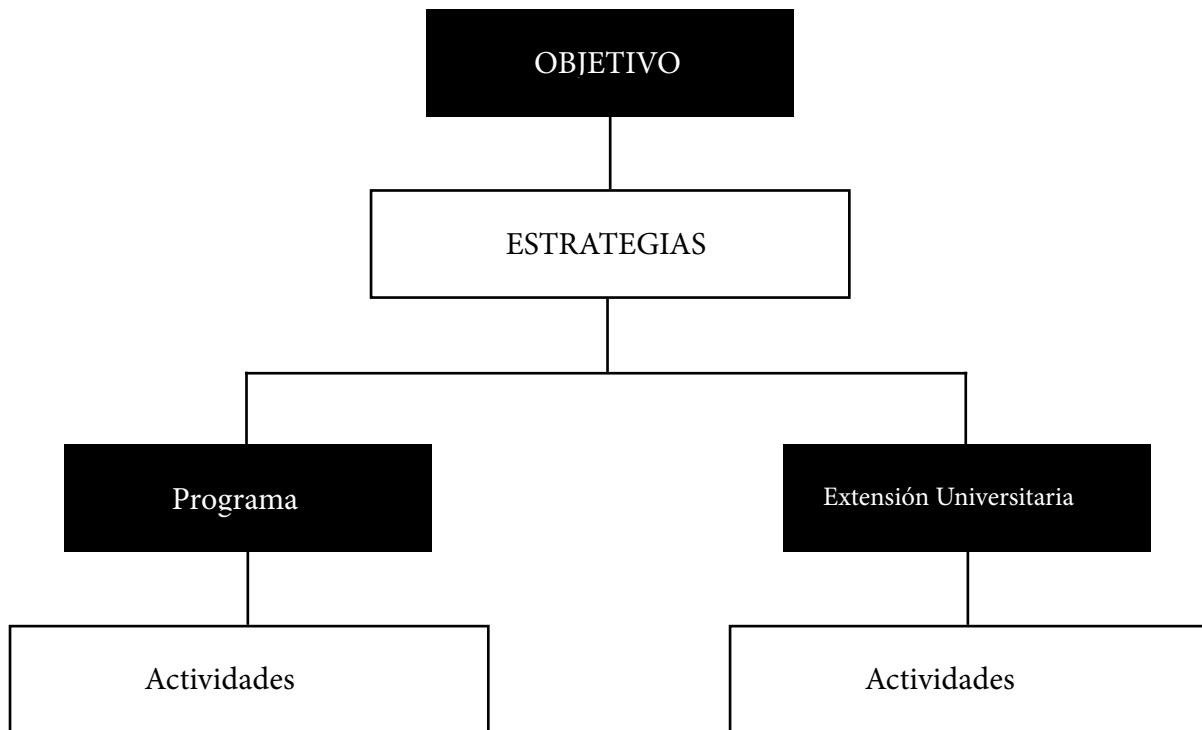 OBJETIVO
ESTRATEGIAS
Programa
Extensión Universitaria
Actividades
Actividades